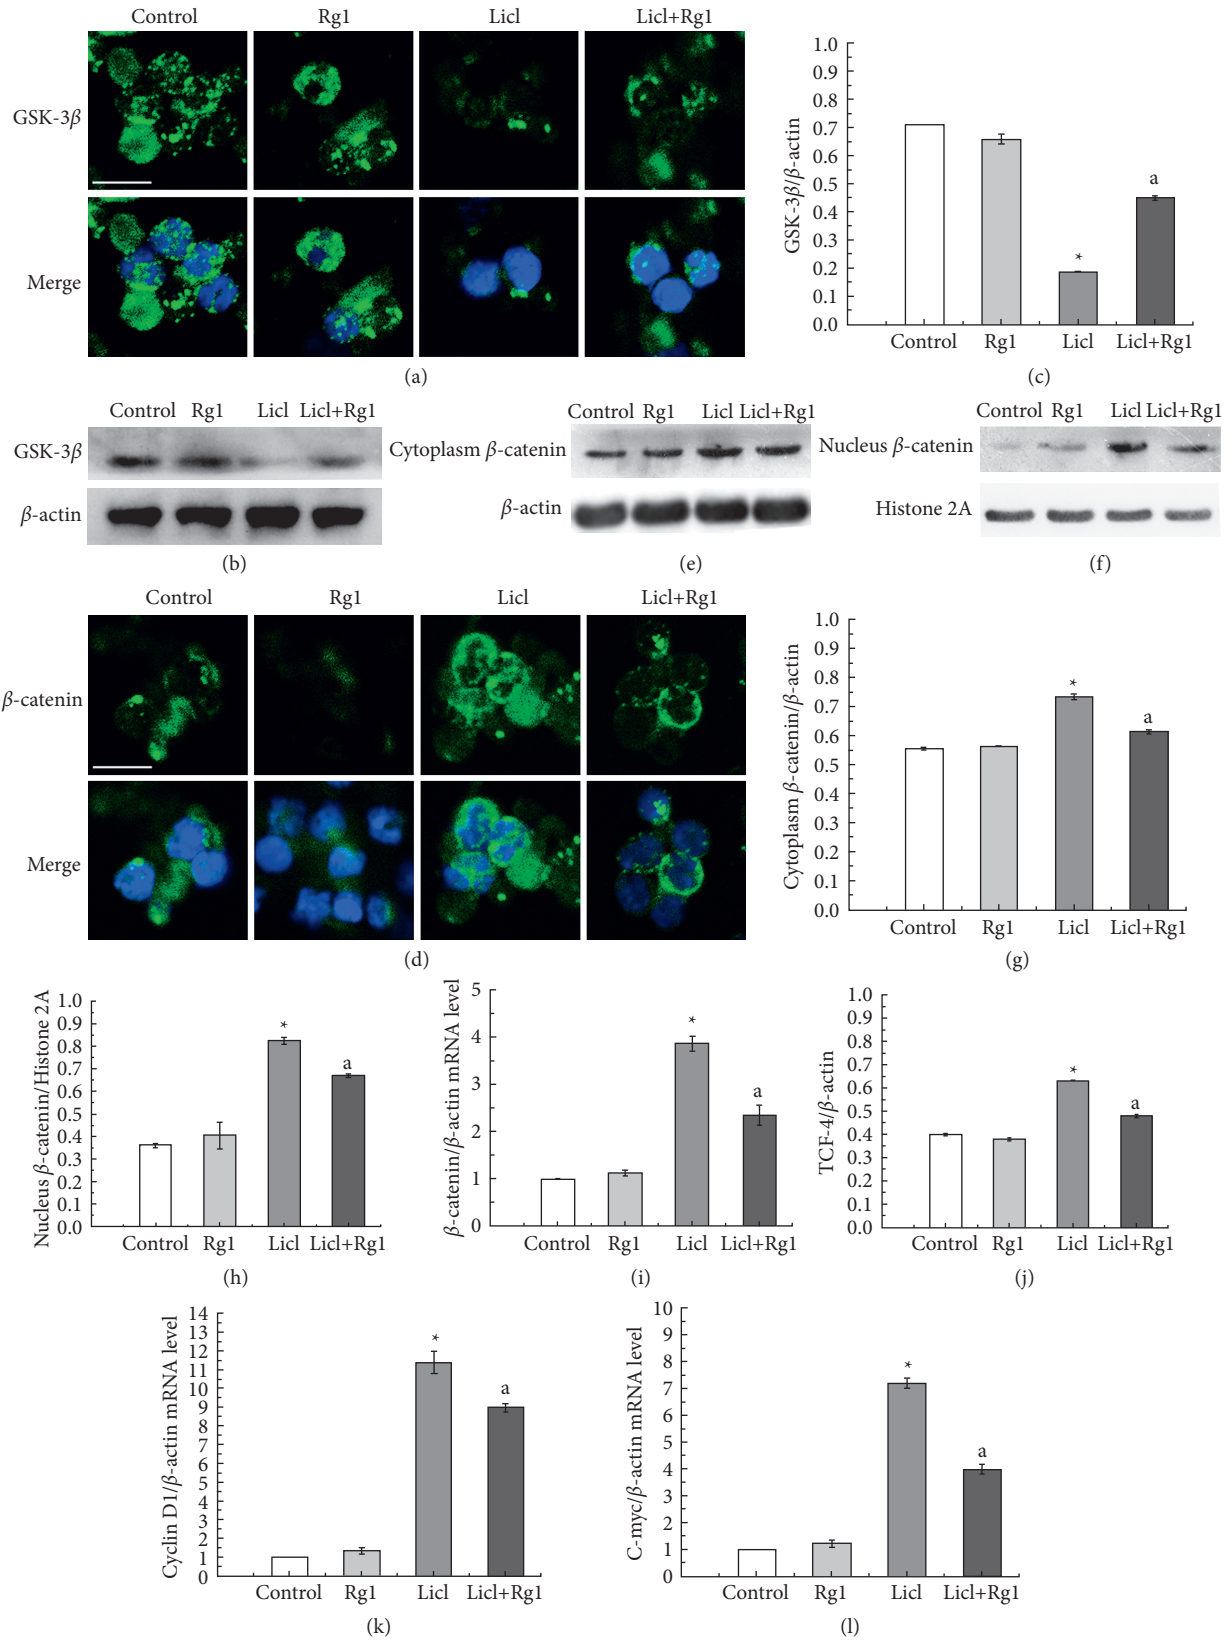 Control Rg1 Licl Licl+Rg1
GSK-3β
Merge
(a)
1.0
0.9
0.8
0.7
0.6
0.5
0.4
0.3
0.2
0.1
0.0
GSK-3β/β-actin
* a
Control Rg1 Licl Licl+Rg1
(c)
Control Rg1 Licl Licl+Rg1
GSK-3β
β-actin
(b)
Control Rg1 Licl Licl+Rg1
Cytoplasm β-catenin
β-actin
(e)
Control Rg1 Licl Licl+Rg1
Nucleus β-catenin
Histone 2A
(f)
Control Rg1 Licl Licl+Rg1
β-catenin
Merge
(d)
1.0
0.9
0.8
0.7
0.6
0.5
0.4
0.3
0.2
0.1
0.0
Cytoplasm β-catenin/β-actin
* a
Control Rg1 Licl Licl+Rg1
(g)
1.0
0.9
0.8
0.7
0.6
0.5
0.4
0.3
0.2
0.1
0.0
Nucleus β-catenin/Histone 2A
* a
Control Rg1 Licl Licl+Rg1
(h)
5
4
3
2
1
0
β-catenin/β-actin mRNA level
* a
Control Rg1 Licl Licl+Rg1
(i)
1.0
0.9
0.8
0.7
0.6
0.5
0.4
0.3
0.2
0.1
0.0
TCF-4/β-actin
* a
Control Rg1 Licl Licl+Rg1
(j)
14
13
12
11
10
9
8
7
6
5
4
3
2
1
0
Cyclin D1/β-actin mRNA level
* a
Control Rg1 Licl Licl+Rg1
(k)
10
9
8
7
6
5
4
3
2
1
0
C-myc/β-actin mRNA level
* a
Control Rg1 Licl Licl+Rg1
(l)